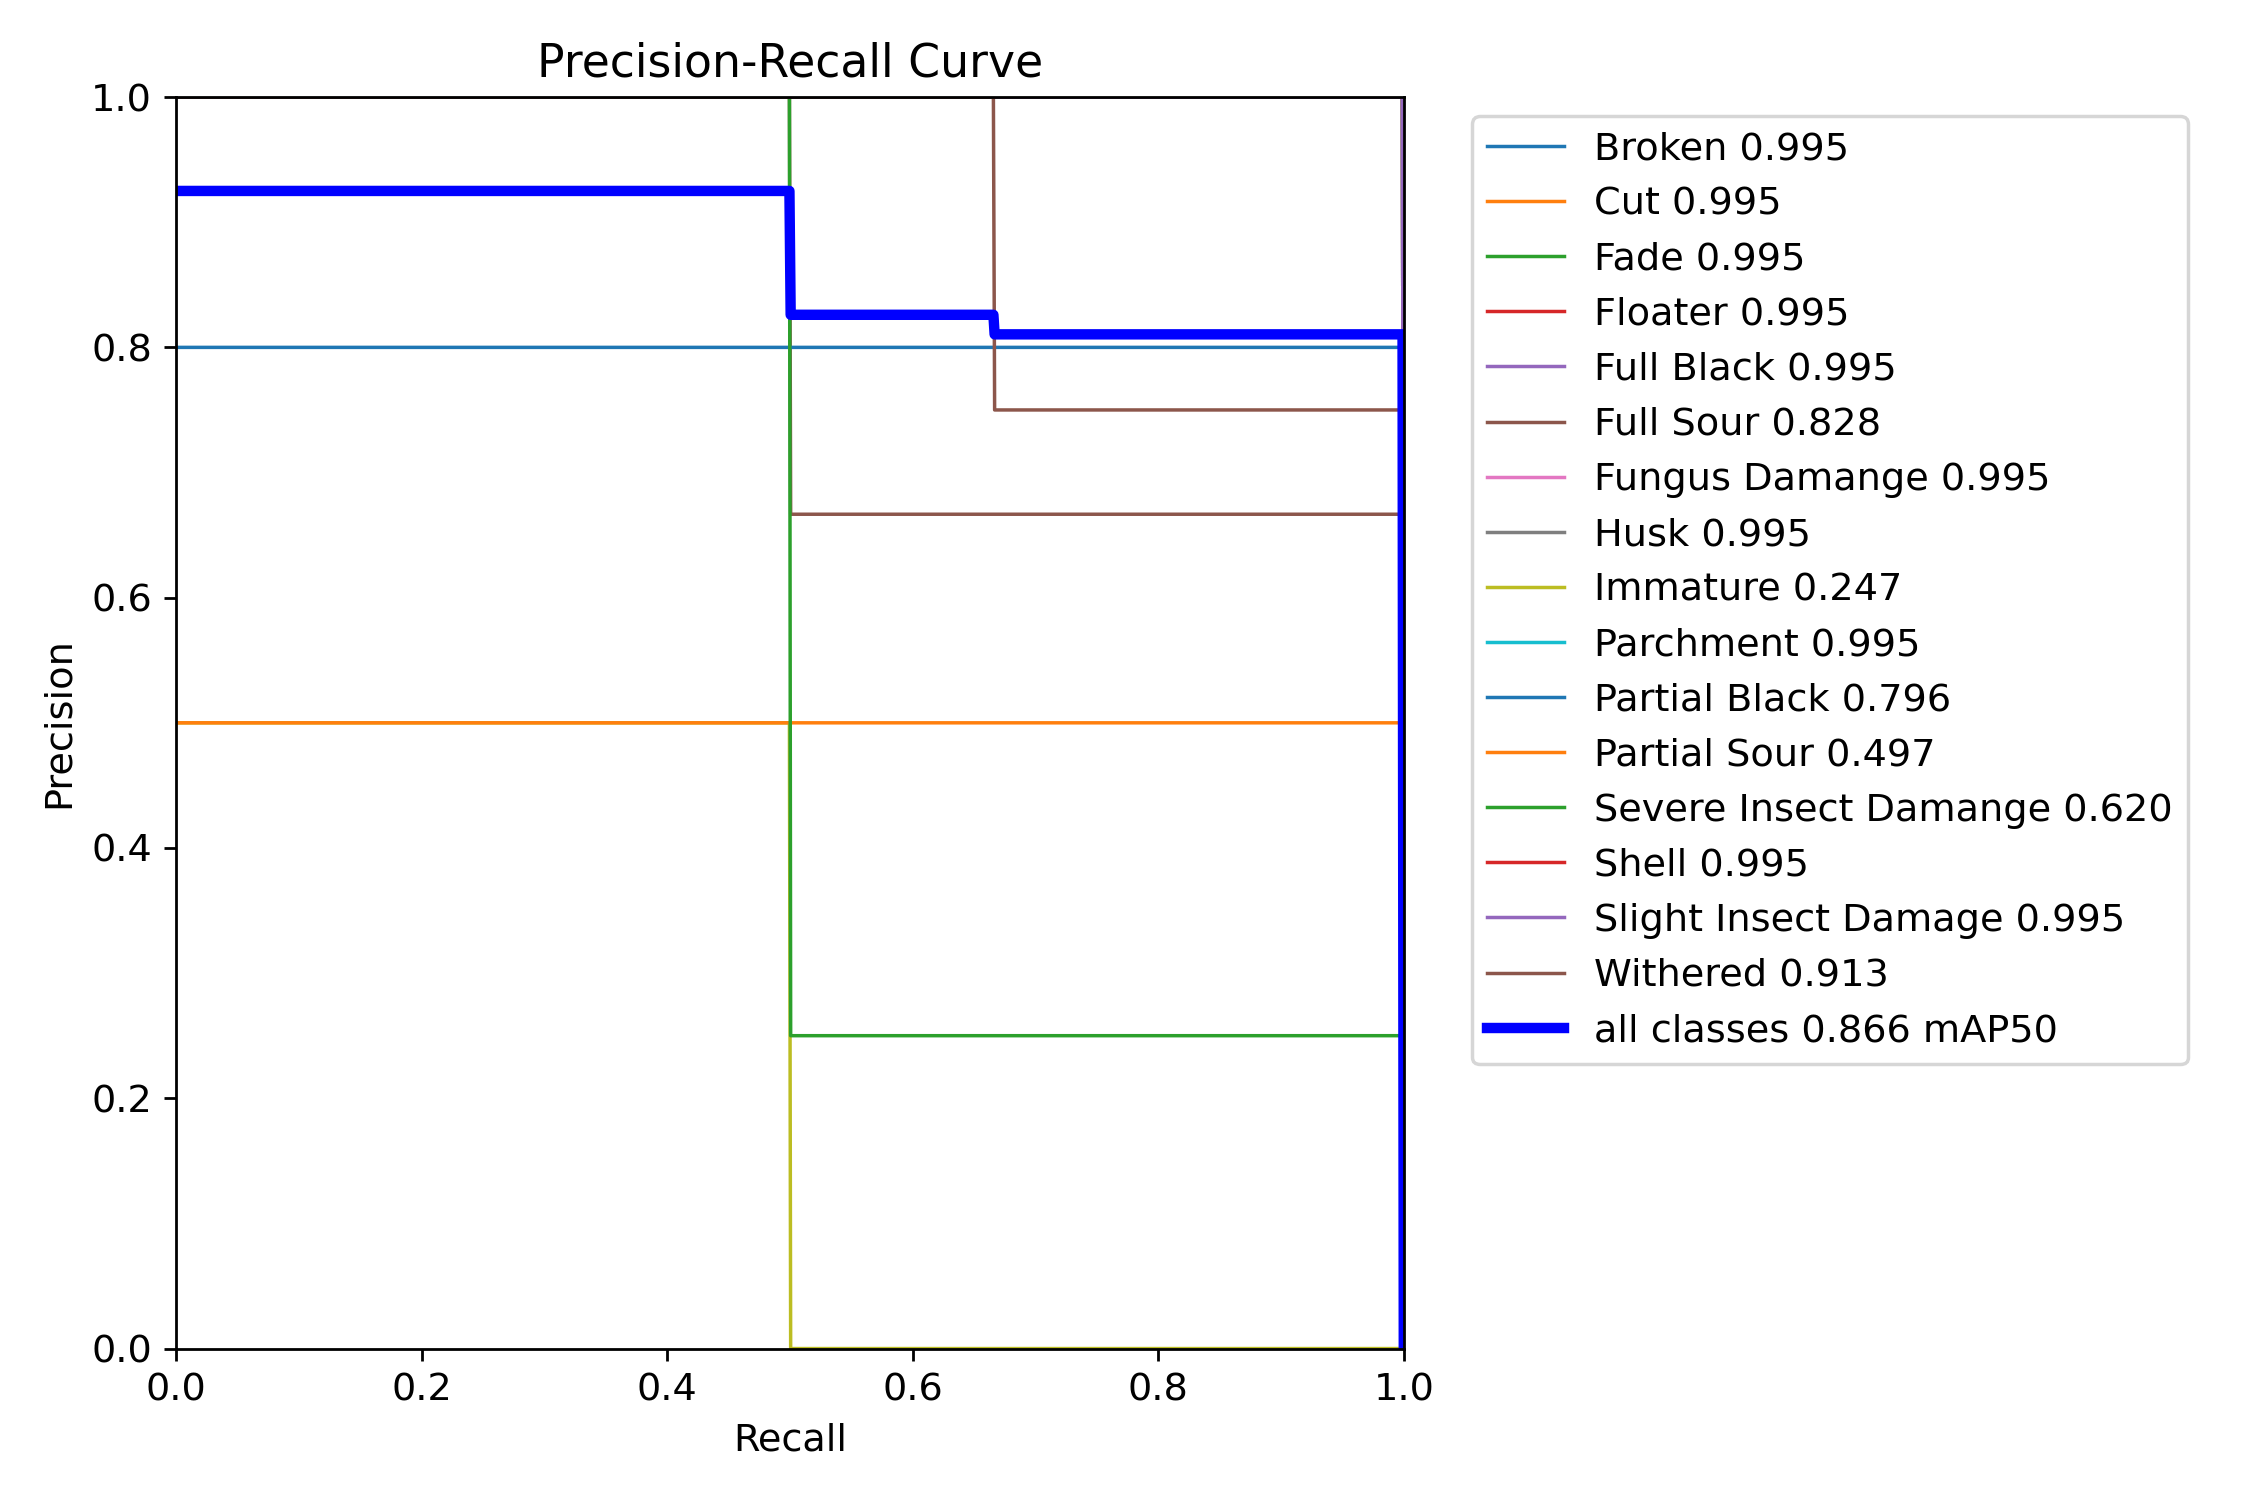 Precision-Recall Curve
1.0
0.8
0.6
0.4
0.2
0.0
Precision
0.0 0.2 0.4 0.6 0.8 1.0
Recall
Broken 0.995
Cut 0.995
Fade 0.995
Floater 0.995
Full Black 0.995
Full Sour 0.828
Fungus Damange 0.995
Husk 0.995
Immature 0.247
Parchment 0.995
Partial Black 0.796
Partial Sour 0.497
Severe Insect Damange 0.620
Shell 0.995
Slight Insect Damage 0.995
Withered 0.913
all classes 0.866 mAP50